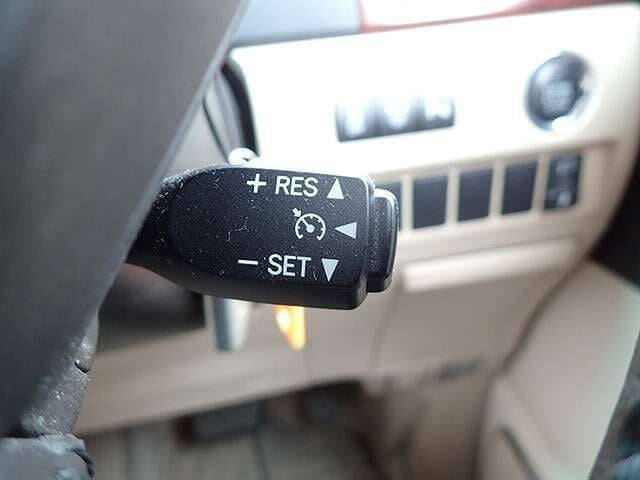 + RES ▲
◀
− SET ▼